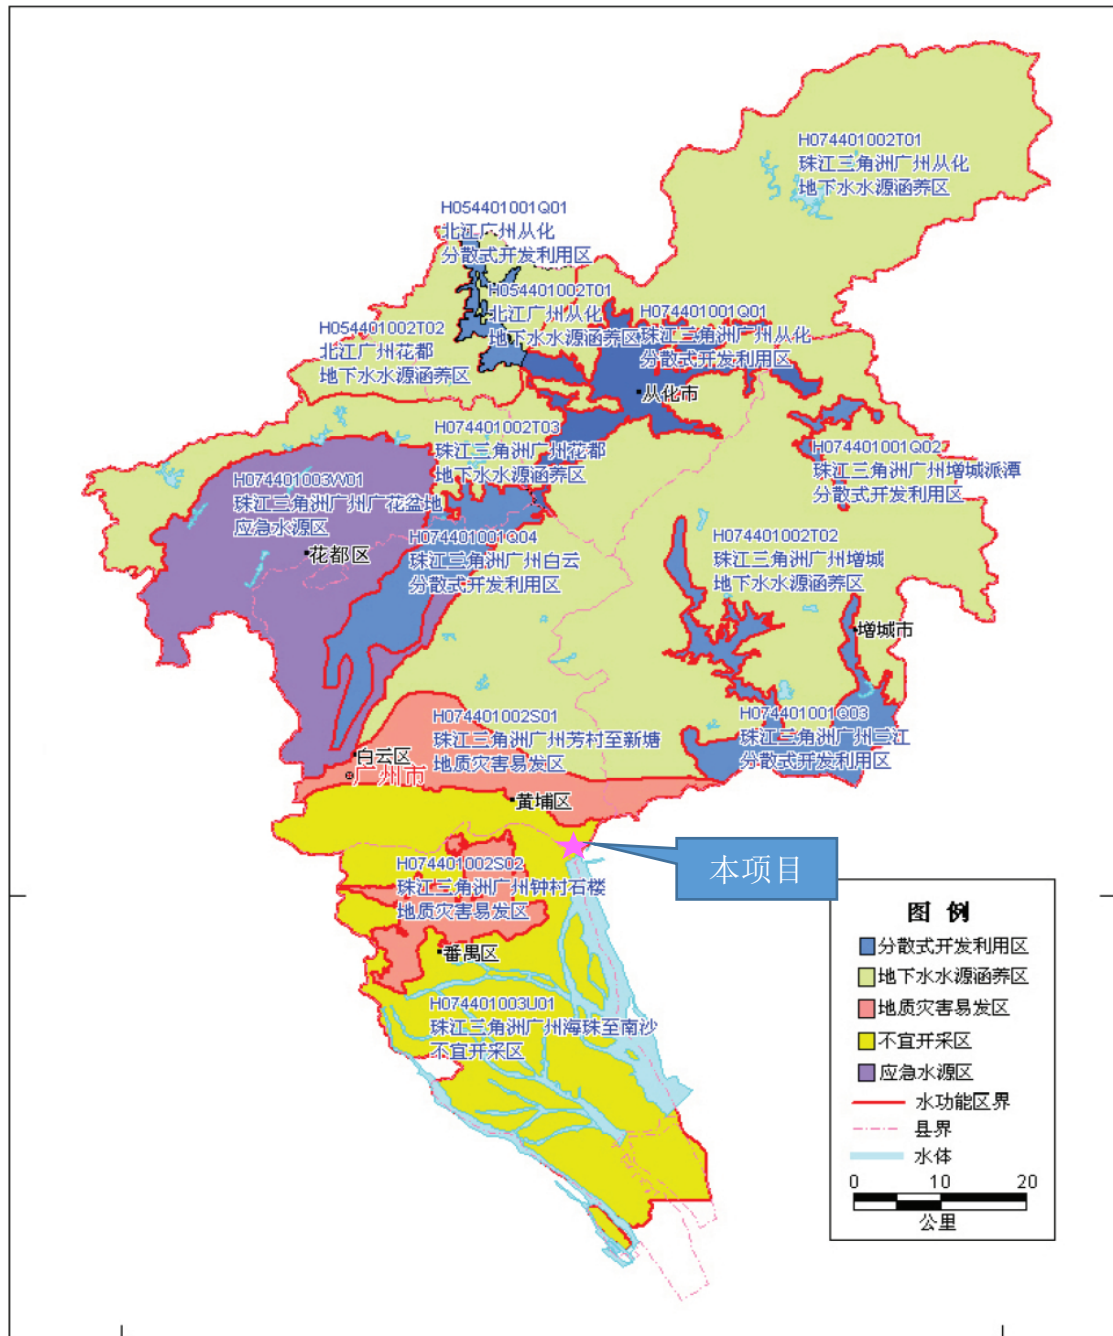 H074401002T01
珠江三角洲广州从化
地下水水源涵养区
H054401001Q01
北江广州从化
分散式开发利用区
H054401002T01
北江广州从化
地下水水源涵养区
H074401001Q01
珠江三角洲广州从化
分散式开发利用区
H054401002T02
北江广州花都
地下水水源涵养区
从化市
H074401002T03
珠江三角洲广州花都
地下水水源涵养区
H074401001Q02
珠江三角洲广州增城派潭
分散式开发利用区
H074401003W01
珠江三角洲广州广花盆地
应急水源区
花都区
H074401001Q04
珠江三角洲广州白云
分散式开发利用区
H074401002T02
珠江三角洲广州增城
地下水水源涵养区
增城市
H074401002S01
珠江三角洲广州芳村至新塘
地质灾害易发区
H074401001Q03
珠江三角洲广州三江
分散式开发利用区
白云区
广州市
黄埔区
本项目
H074401002S02
珠江三角洲广州钟村石楼
地质灾害易发区
番禺区
H074401003U01
珠江三角洲广州海珠至南沙
不宜开采区
图 例
分散式开发利用区
地下水水源涵养区
地质灾害易发区
不宜开采区
应急水源区
水功能区界
县界
水体
0 10 20
公里